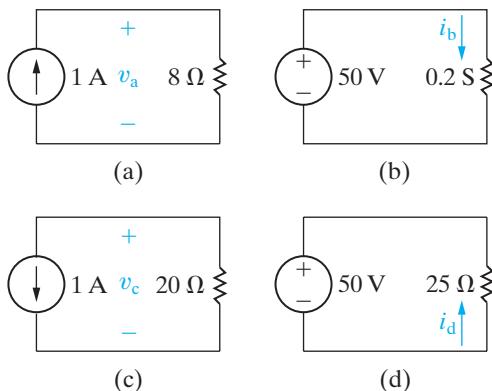 + + i_b
1 A v_a 8 Ω + − 50 V 0.2 S
−
(a) (b)
+ 
1 A v_c 20 Ω + − 50 V 25 Ω
− i_d
(c) (d)